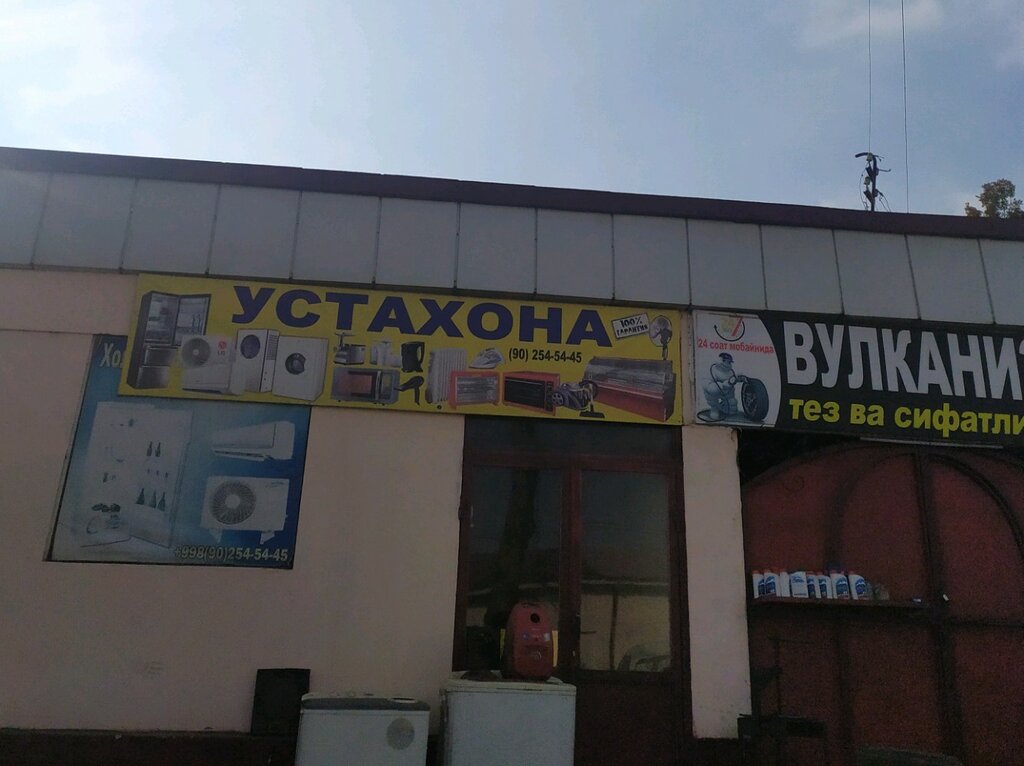 УСТАХОНА
100%
ГАРАНТИЯ
(90) 254-54-45
LG
+998(90)254-54-45
24 соат мобайнида
ВУЛКАНИ
тез ва сифатли